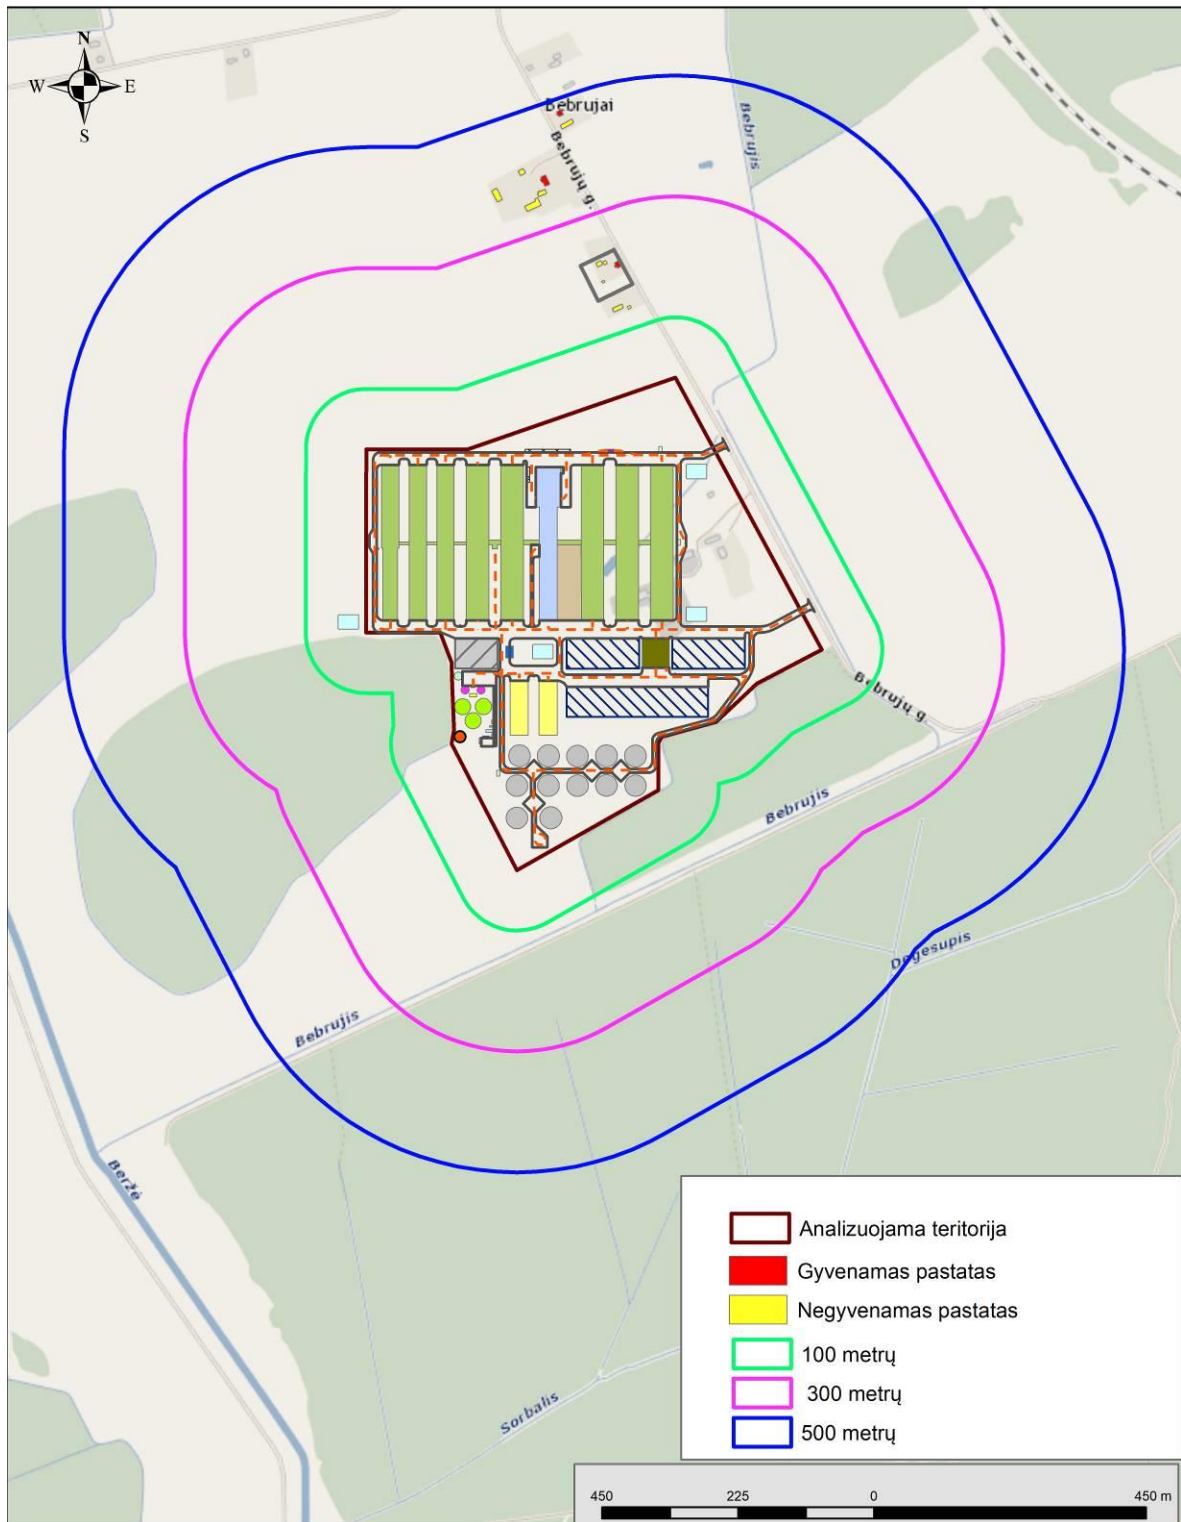 N
W E
S
Bebrujai
Bebrujų g.
Bebrujis
Bebrujų g.
Bebrujis
Degesupis
Bebrujis
Beržė
Sorbalis
Analizuojama teritorija
Gyvenamas pastatas
Negyvenamas pastatas
100 metrų
300 metrų
500 metrų
450 225 0 450 m